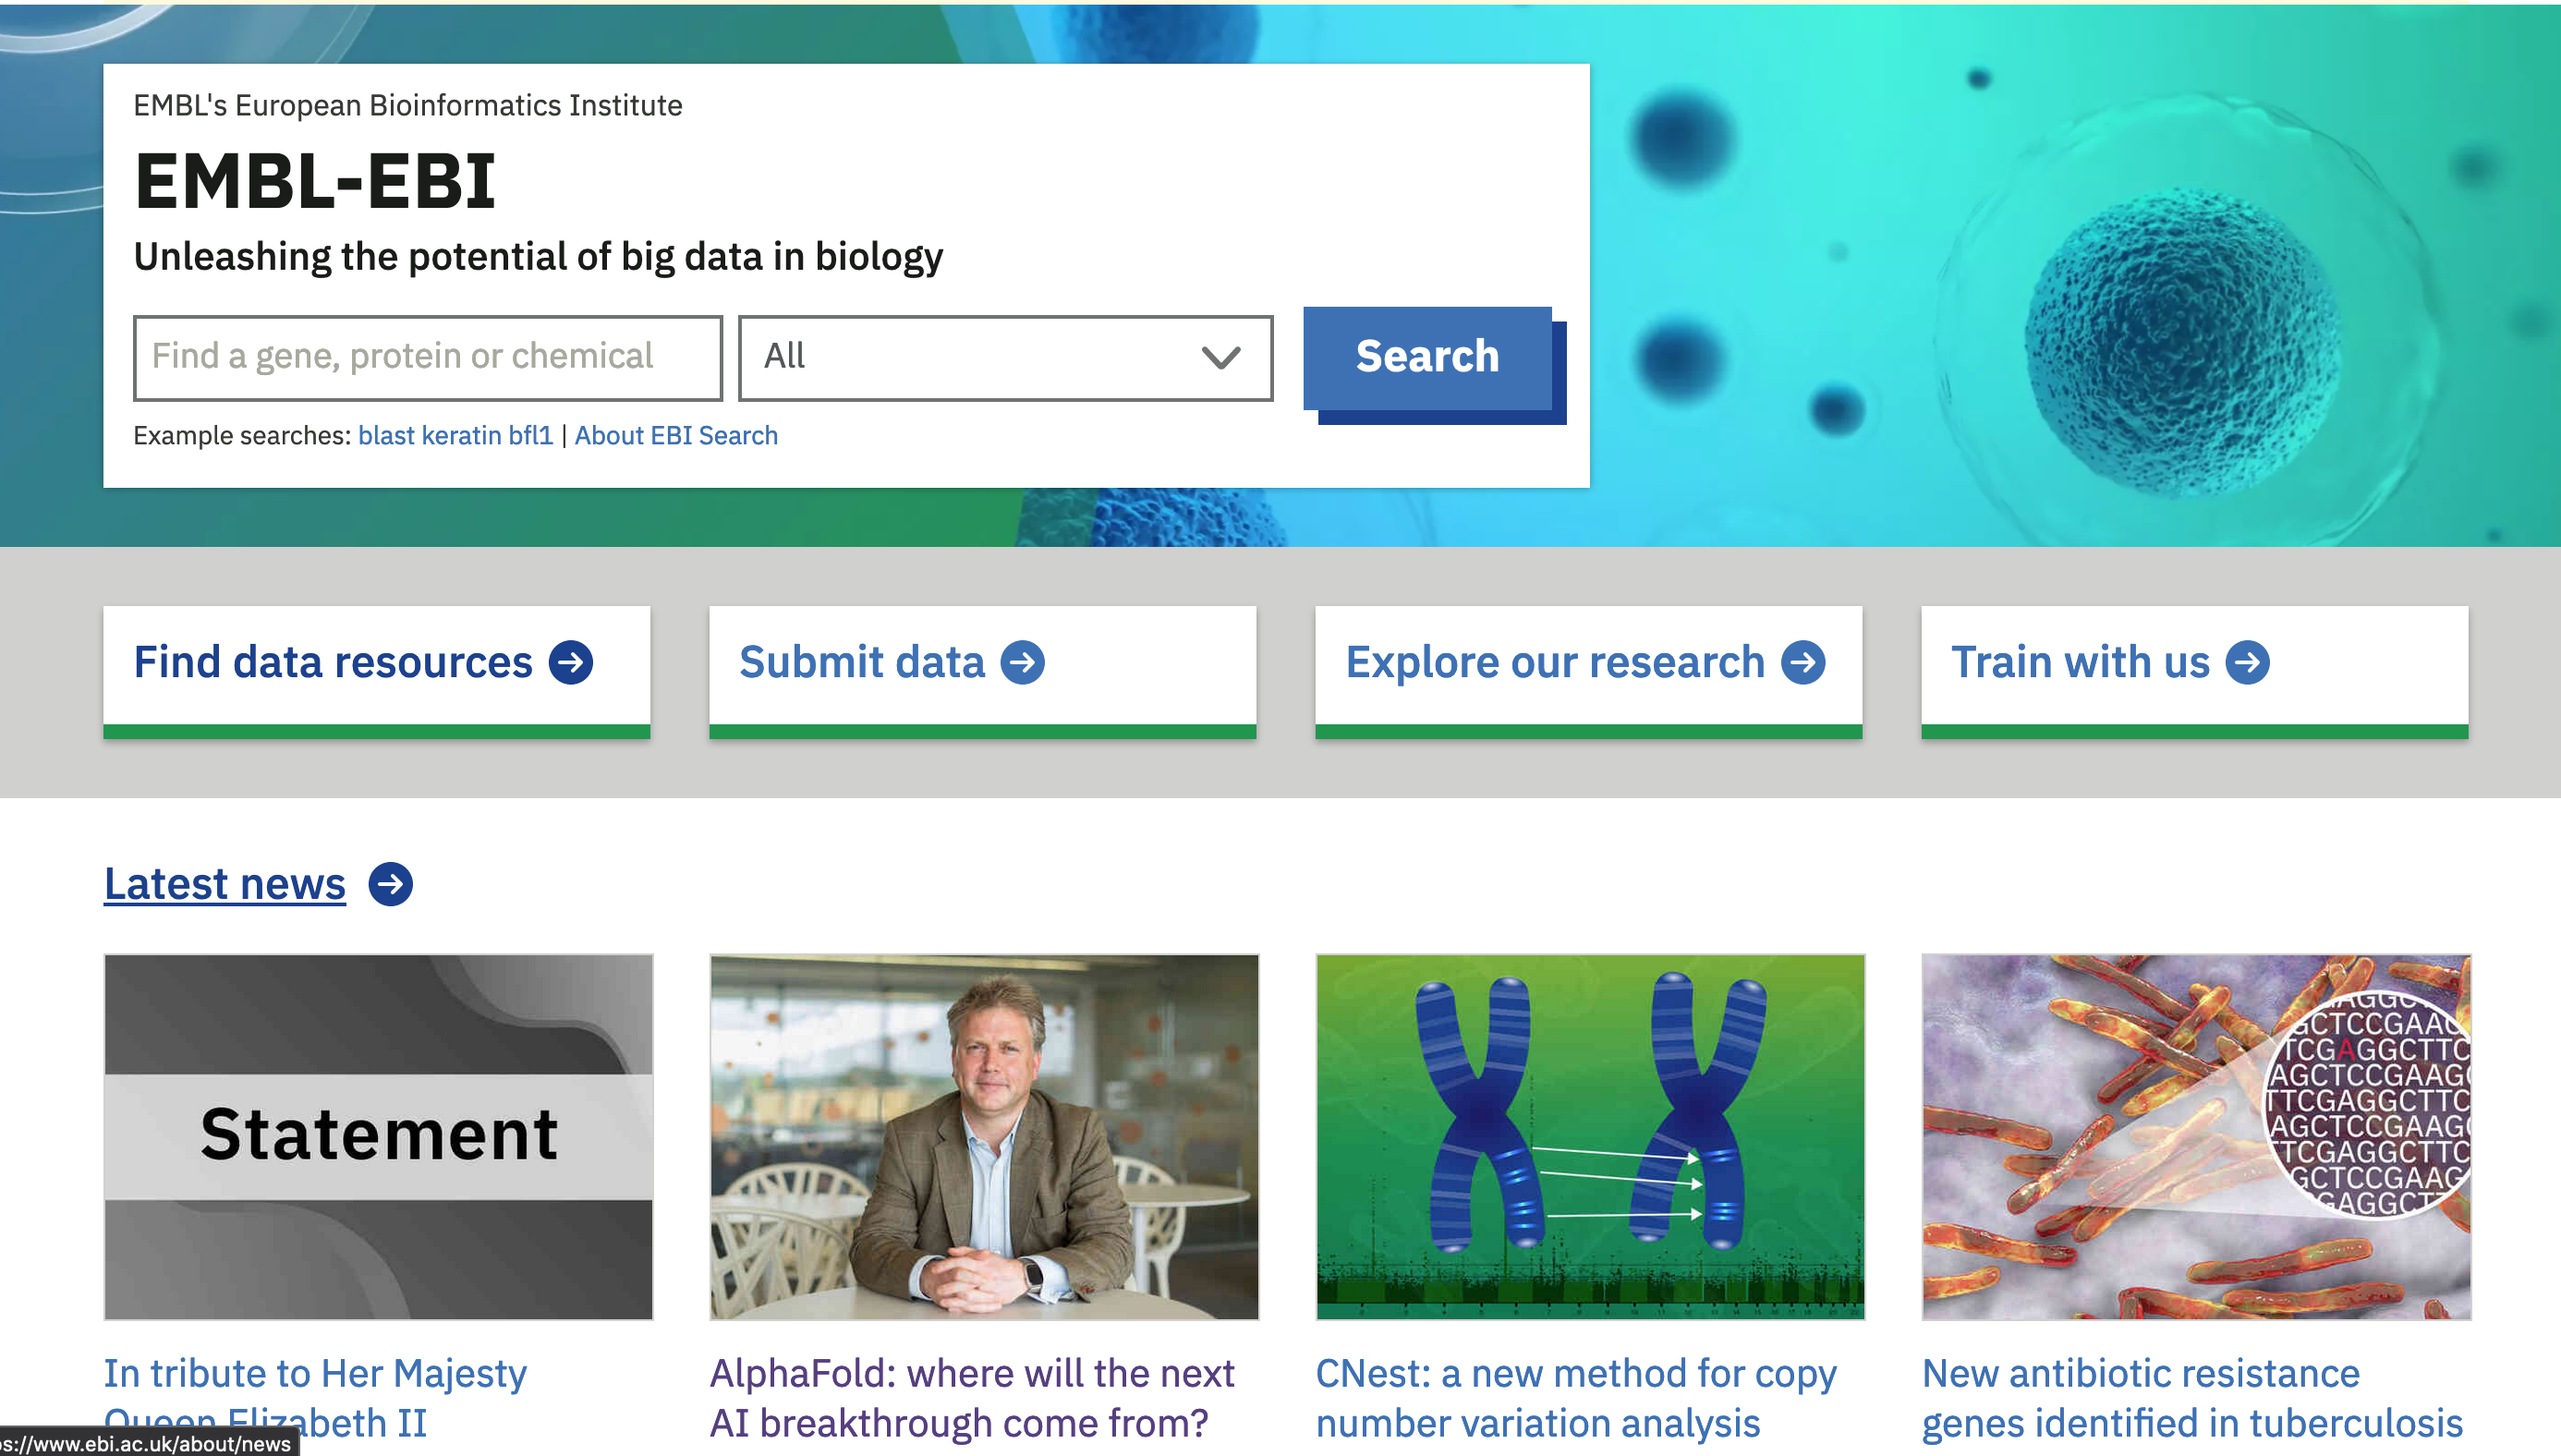 EMBL's European Bioinformatics Institute
EMBL-EBI
Unleashing the potential of big data in biology
Find a gene, protein or chemical
All
Search
Example searches: blast keratin bfl1 | About EBI Search
Find data resources
Submit data
Explore our research
Train with us
Latest news
Statement
GCTCCGAAG
TCGAGGCTTC
AGCTCCGAAG
TTCGAGGCTTC
AGCTCCGAAG
TCGAGGCTTC
GCTCCGAAG
GAGGCTT
In tribute to Her Majesty
Queen Elizabeth II
AlphaFold: where will the next
AI breakthrough come from?
CNest: a new method for copy
number variation analysis
New antibiotic resistance
genes identified in tuberculosis
ps://www.ebi.ac.uk/about/news